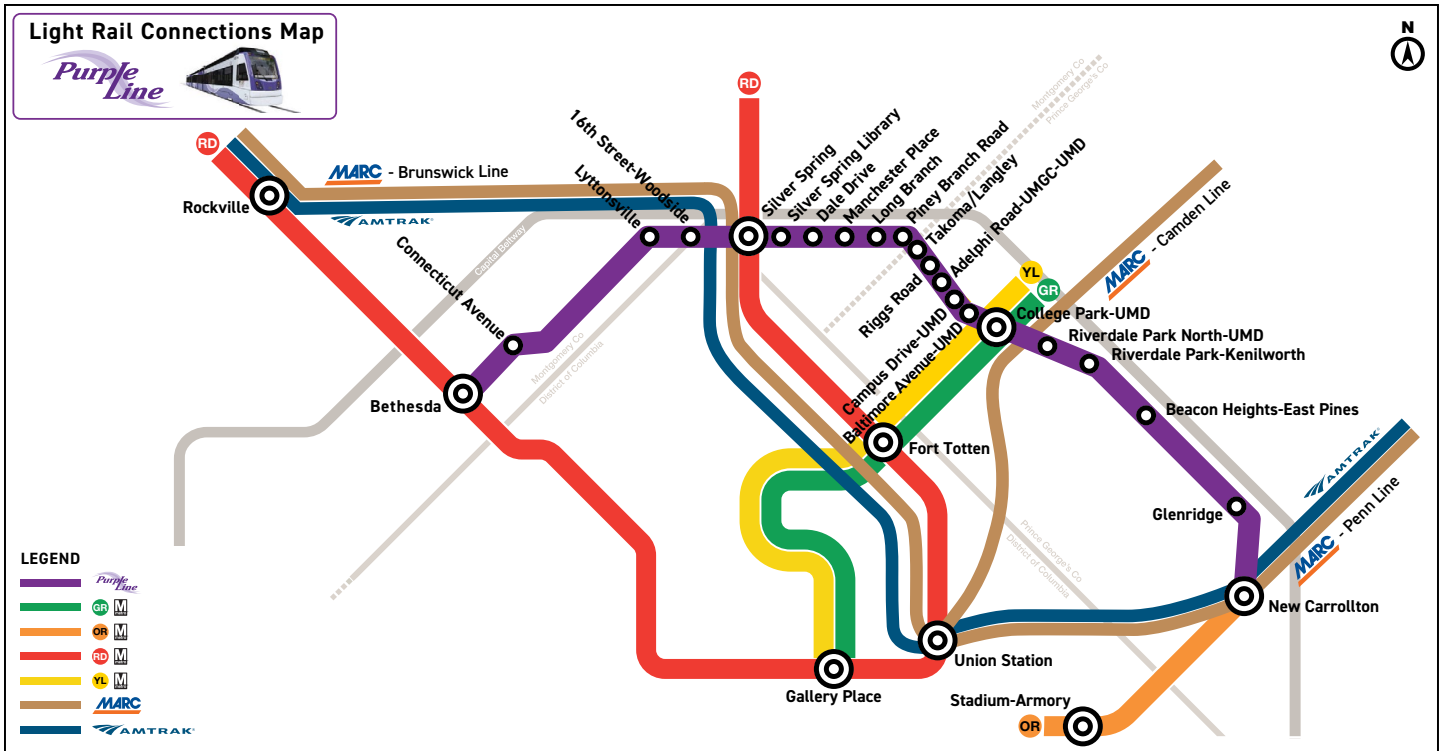 Light Rail Connections Map
Purple
Line
N
RD
RD
MARC - Brunswick Line
AMTRAK
Rockville
Capital Beltway
Connecticut Avenue
Lyttonsville
16th Street-Woodside
Silver Spring
Silver Spring Library
Dale Drive
Manchester Place
Long Branch
Piney Branch Road
Takoma/Langley
Riggs Road
Adelphi Road-UMGC-UMD
Campus Drive-UMD
Baltimore Avenue-UMD
Montgomery Co
Prince George's Co
YL
GR
MARC - Camden Line
College Park-UMD
Riverdale Park North-UMD
Riverdale Park-Kenilworth
Beacon Heights-East Pines
Glenridge
Bethesda
Montgomery Co
District of Columbia
Fort Totten
Prince George's Co
District of Columbia
AMTRAK
MARC - Penn Line
New Carrollton
Union Station
Gallery Place
Stadium-Armory
OR
LEGEND
Purple
Line
GR M metro
OR M metro
RD M metro
YL M metro
MARC
AMTRAK